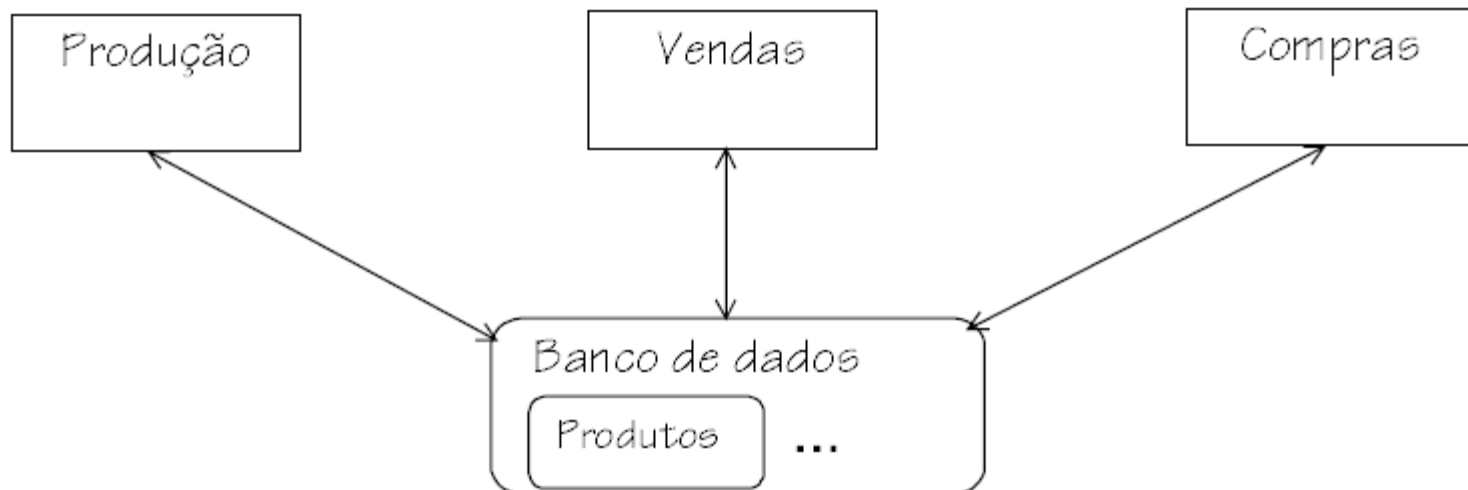 Produção
Vendas
Compras
Banco de dados
Produtos
...